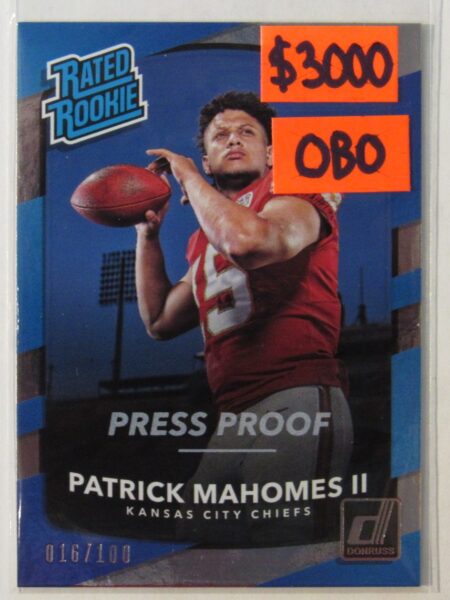 RATED
ROOKIE
$3000
OBO
PRESS PROOF
PATRICK MAHOMES II
KANSAS CITY CHIEFS
016/100
d
DONRUSS